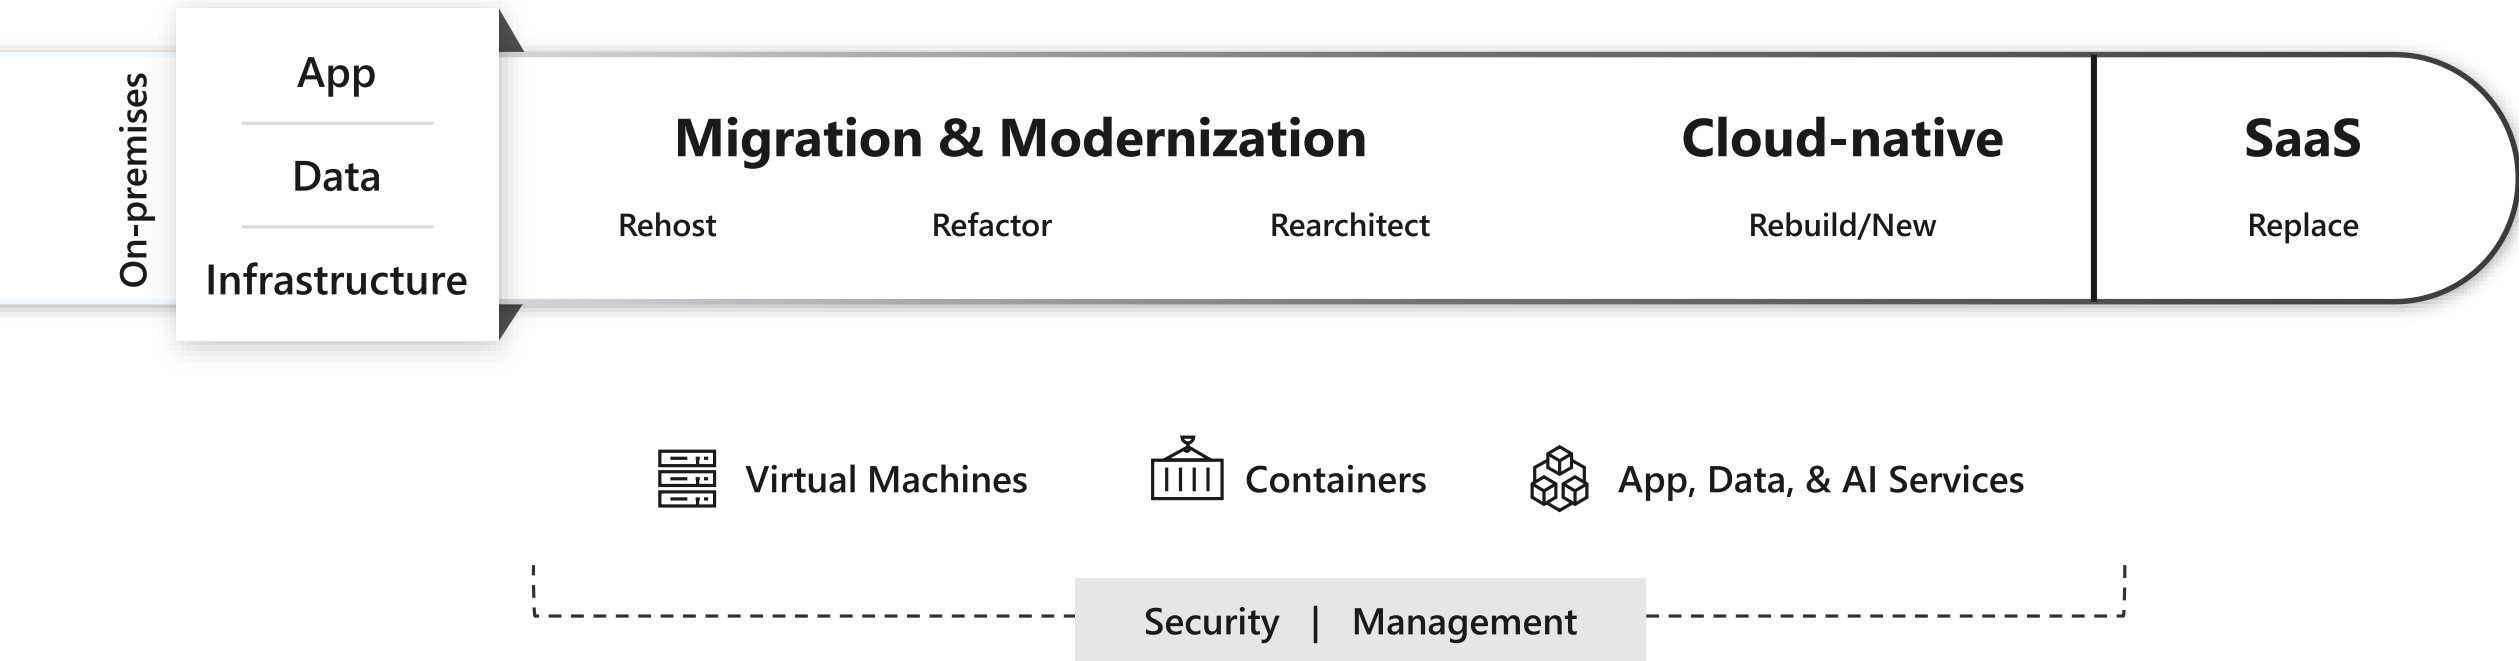 On-premises
App
Data
Infrastructure
Migration & Modernization
Rehost Refactor Rearchitect
Cloud-native
Rebuild/New
SaaS
Replace
Virtual Machines
Containers
App, Data, & AI Services
Security | Management